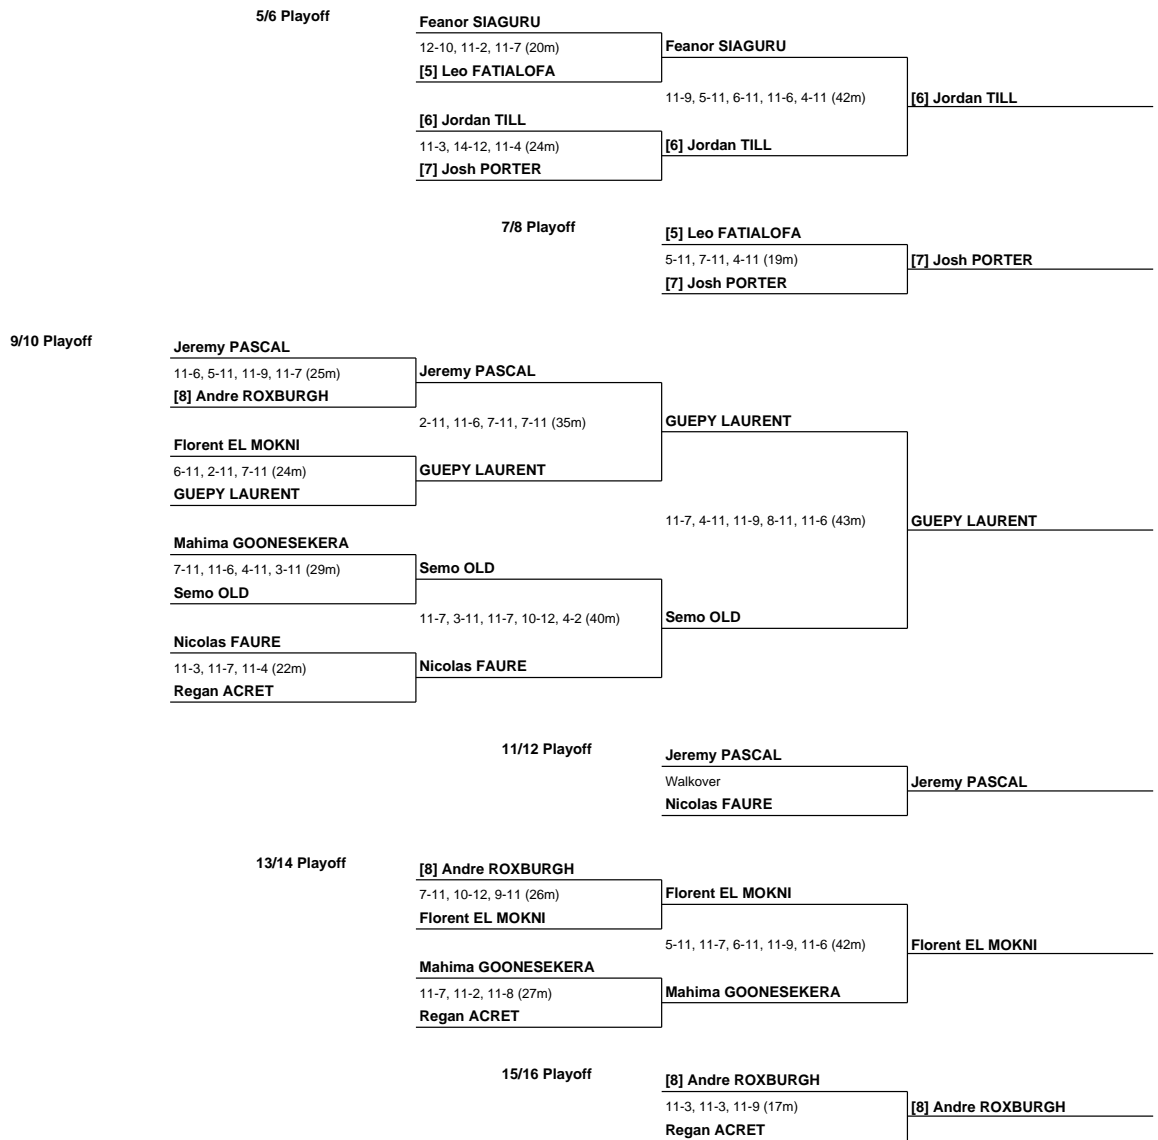 5/6 Playoff
Feanor SIAGURU
12-10, 11-2, 11-7 (20m)
Feanor SIAGURU
[5] Leo FATIALOFA
11-9, 5-11, 6-11, 11-6, 4-11 (42m)
[6] Jordan TILL
[6] Jordan TILL
11-3, 14-12, 11-4 (24m)
[6] Jordan TILL
[7] Josh PORTER
7/8 Playoff
[5] Leo FATIALOFA
5-11, 7-11, 4-11 (19m)
[7] Josh PORTER
[7] Josh PORTER
9/10 Playoff
Jeremy PASCAL
11-6, 5-11, 11-9, 11-7 (25m)
Jeremy PASCAL
[8] Andre ROXBURGH
2-11, 11-6, 7-11, 7-11 (35m)
GUEPY LAURENT
Florent EL MOKNI
6-11, 2-11, 7-11 (24m)
GUEPY LAURENT
GUEPY LAURENT
11-7, 4-11, 11-9, 8-11, 11-6 (43m)
GUEPY LAURENT
Mahima GOONESEKERA
7-11, 11-6, 4-11, 3-11 (29m)
Semo OLD
Semo OLD
11-7, 3-11, 11-7, 10-12, 4-2 (40m)
Semo OLD
Nicolas FAURE
11-3, 11-7, 11-4 (22m)
Nicolas FAURE
Regan ACRET
11/12 Playoff
Jeremy PASCAL
Walkover
Jeremy PASCAL
Nicolas FAURE
13/14 Playoff
[8] Andre ROXBURGH
7-11, 10-12, 9-11 (26m)
Florent EL MOKNI
Florent EL MOKNI
5-11, 11-7, 6-11, 11-9, 11-6 (42m)
Florent EL MOKNI
Mahima GOONESEKERA
11-7, 11-2, 11-8 (27m)
Mahima GOONESEKERA
Regan ACRET
15/16 Playoff
[8] Andre ROXBURGH
11-3, 11-3, 11-9 (17m)
[8] Andre ROXBURGH
Regan ACRET